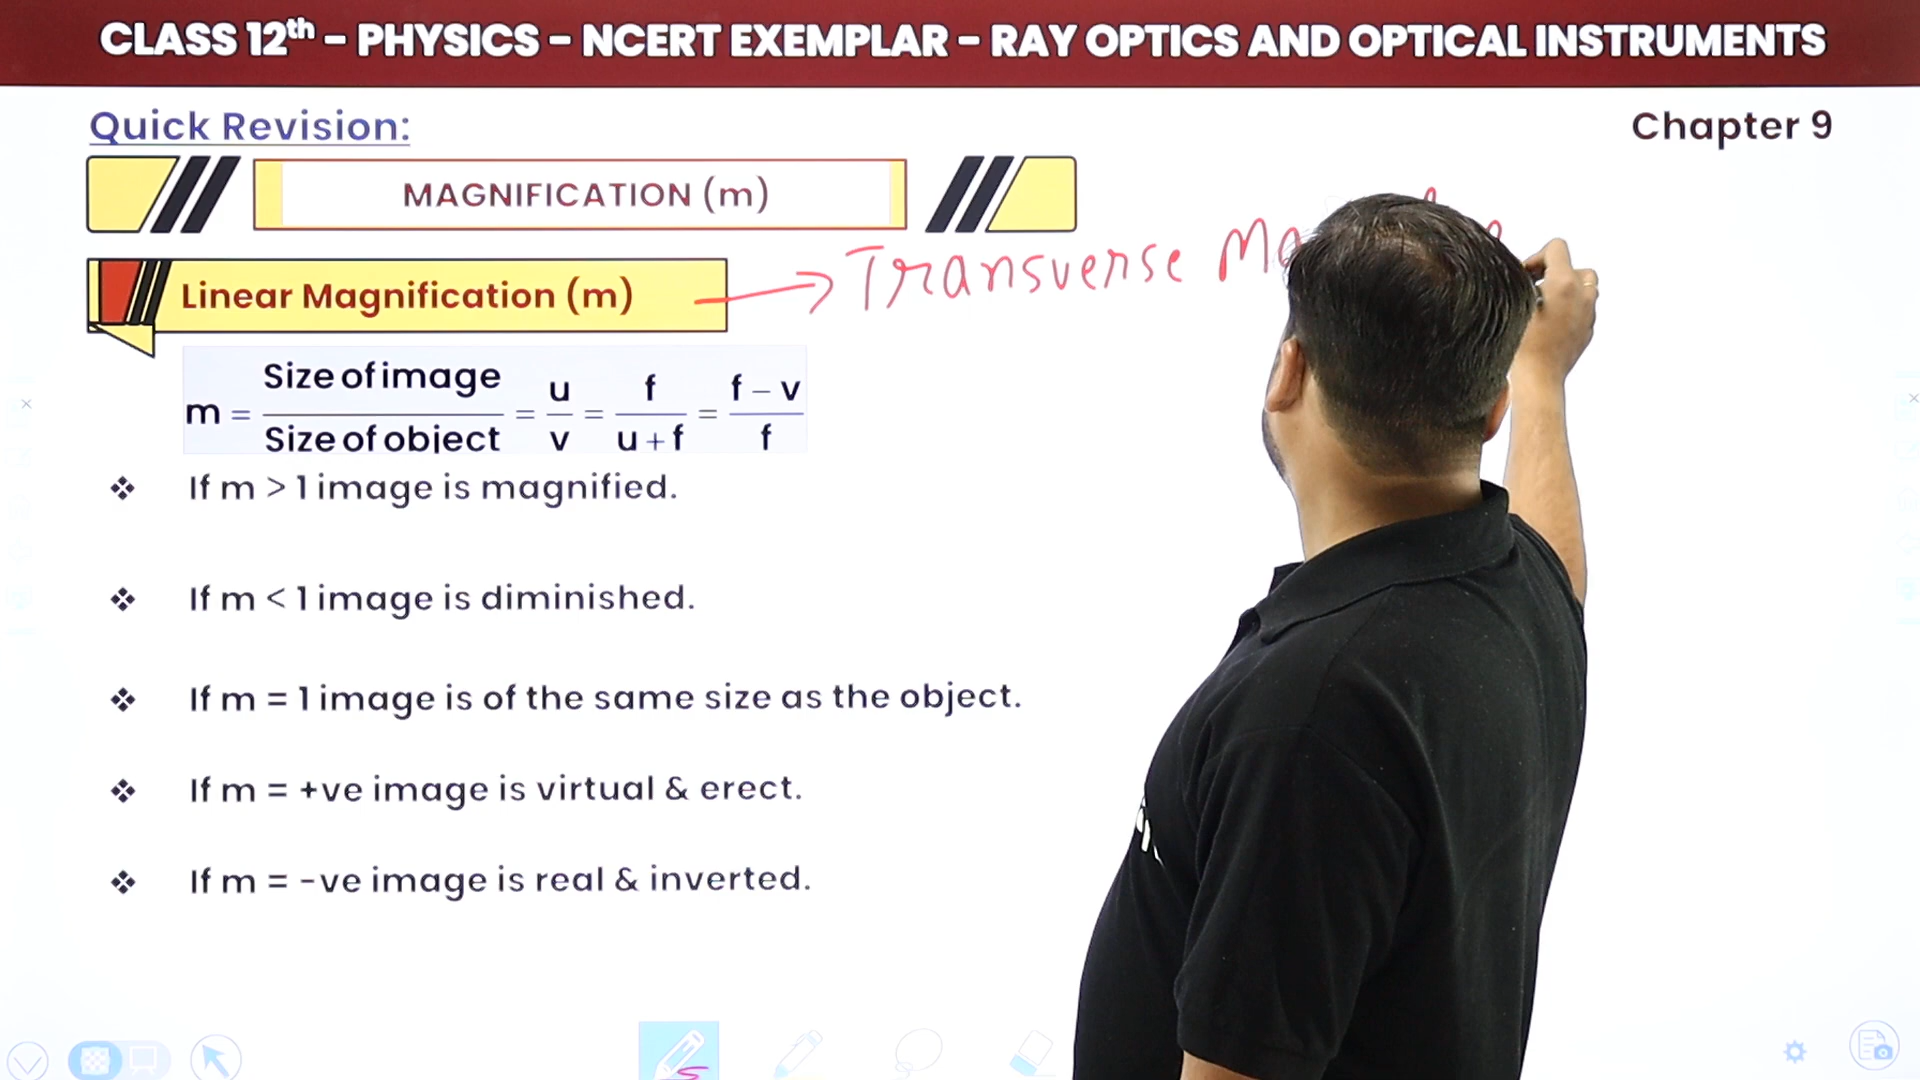 CLASS 12th - PHYSICS - NCERT EXEMPLAR - RAY OPTICS AND OPTICAL INSTRUMENTS
Quick Revision:
Chapter 9
MAGNIFICATION (m)
Transverse
Linear Magnification (m)
m = Size of image / Size of object = u / v = f / u + f = f – v / f
❖ If m > 1 image is magnified.
❖ If m < 1 image is diminished.
❖ If m = 1 image is of the same size as the object.
❖ If m = +ve image is virtual & erect.
❖ If m = -ve image is real & inverted.